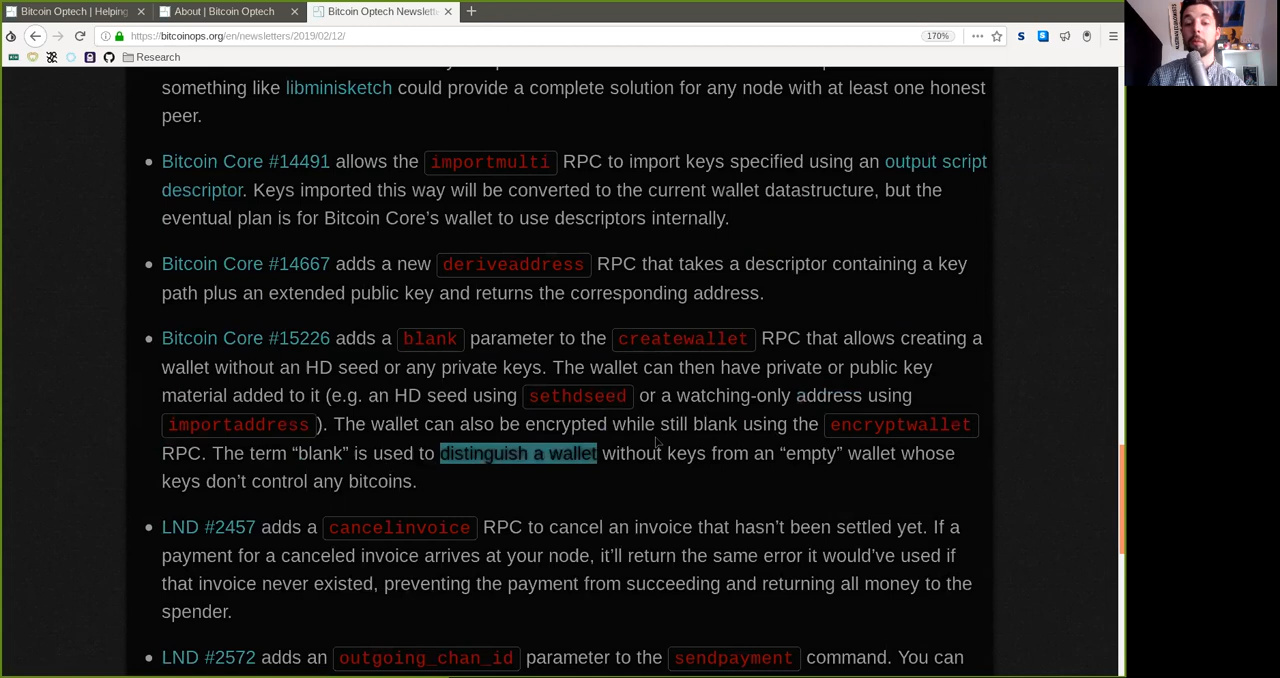 Bitcoin Optech | Helping
About | Bitcoin Optech
Bitcoin Optech Newslette
https://bitcoinops.org/en/newsletters/2019/02/12/
170%
Research
something like libminisketch could provide a complete solution for any node with at least one honest
peer.
Bitcoin Core #14491 allows the importmulti RPC to import keys specified using an output script
descriptor. Keys imported this way will be converted to the current wallet datastructure, but the
eventual plan is for Bitcoin Core's wallet to use descriptors internally.
Bitcoin Core #14667 adds a new deriveaddress RPC that takes a descriptor containing a key
path plus an extended public key and returns the corresponding address.
Bitcoin Core #15226 adds a blank parameter to the createwallet RPC that allows creating a
wallet without an HD seed or any private keys. The wallet can then have private or public key
material added to it (e.g. an HD seed using sethdseed or a watching-only address using
importaddress). The wallet can also be encrypted while still blank using the encryptwallet
RPC. The term “blank” is used to distinguish a wallet without keys from an “empty” wallet whose
keys don't control any bitcoins.
LND #2457 adds a cancelinvoice RPC to cancel an invoice that hasn't been settled yet. If a
payment for a canceled invoice arrives at your node, it'll return the same error it would've used if
that invoice never existed, preventing the payment from succeeding and returning all money to the
spender.
LND #2572 adds an outgoing_chan_id parameter to the sendpayment command. You can